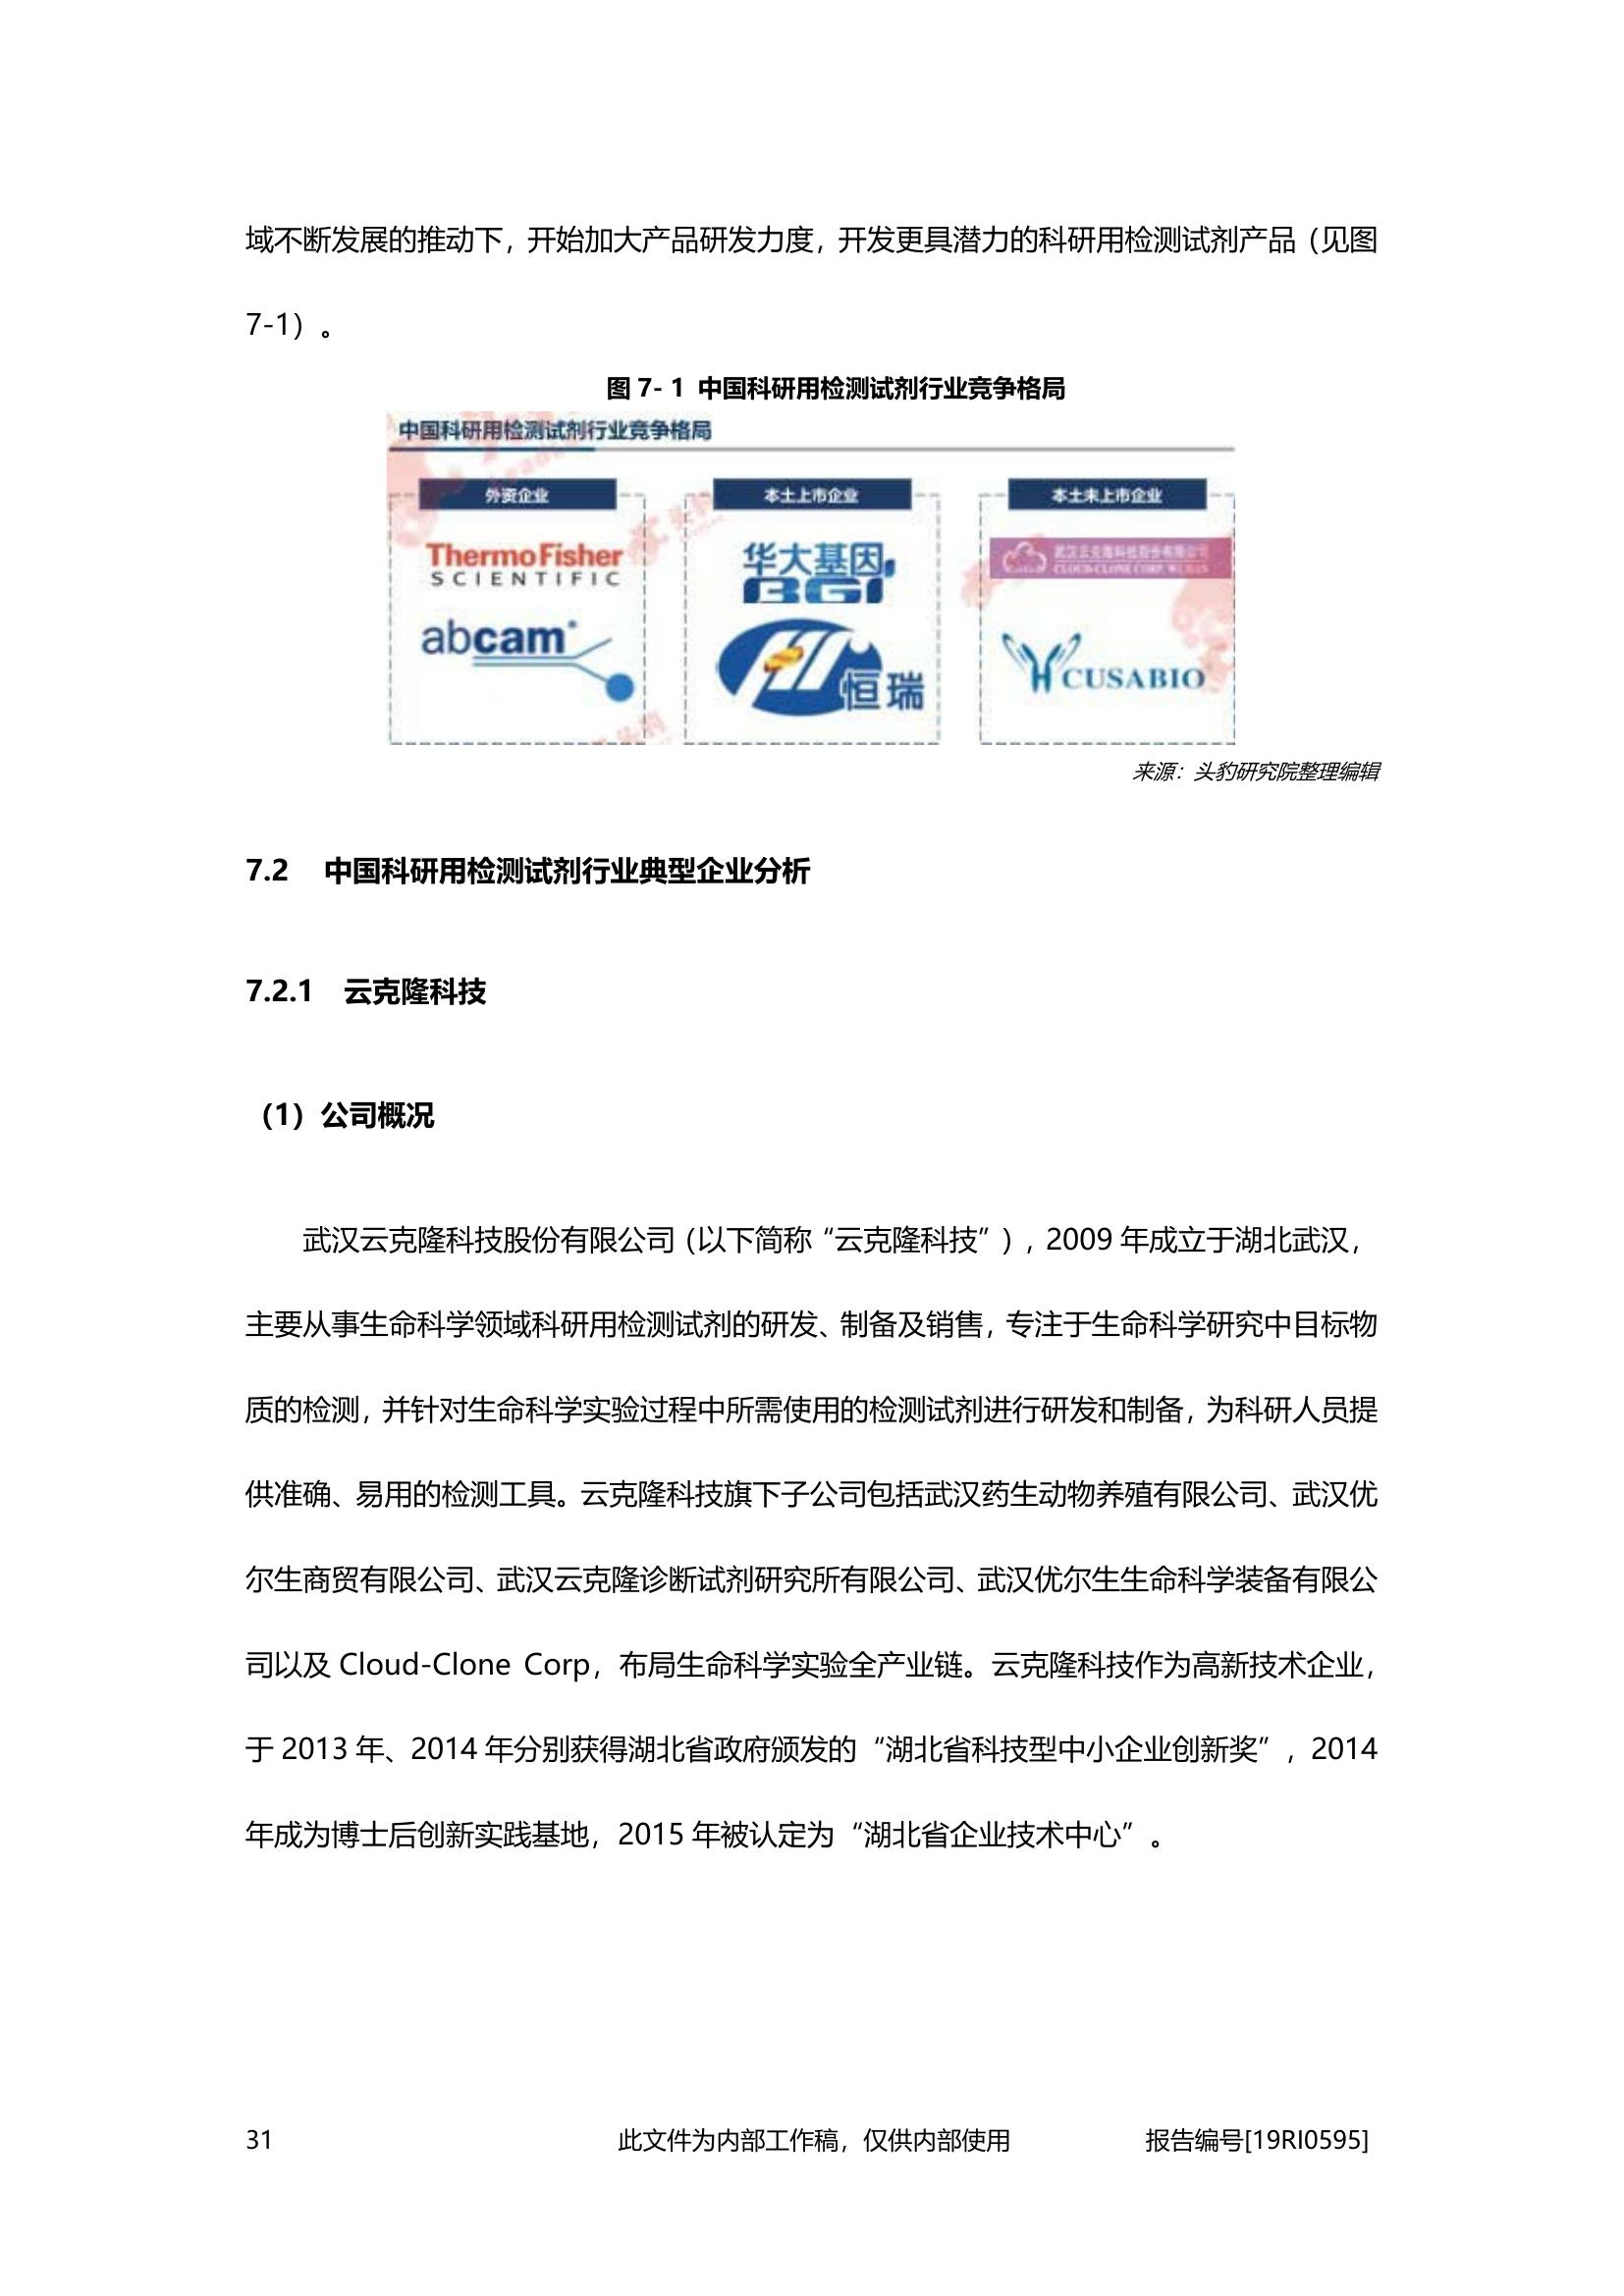 域不断发展的推动下，开始加大产品研发力度，开发更具潜力的科研用检测试剂产品（见图
7-1）。
图 7- 1 中国科研用检测试剂行业竞争格局
中国科研用检测试剂行业竞争格局
外资企业
本土上市企业
本土未上市企业
ThermoFisher
SCIENTIFIC
abcam
华大基因
BGI
恒瑞
武汉云克隆科技股份有限公司
CLOUD-CLONE CORP. WUHAN
CUSABIO
来源：头豹研究院整理编辑
7.2 中国科研用检测试剂行业典型企业分析
7.2.1 云克隆科技
（1）公司概况
武汉云克隆科技股份有限公司（以下简称“云克隆科技”），2009 年成立于湖北武汉，
主要从事生命科学领域科研用检测试剂的研发、制备及销售，专注于生命科学研究中目标物
质的检测，并针对生命科学实验过程中所需使用的检测试剂进行研发和制备，为科研人员提
供准确、易用的检测工具。云克隆科技旗下子公司包括武汉药生动物养殖有限公司、武汉优
尔生商贸有限公司、武汉云克隆诊断试剂研究所有限公司、武汉优尔生生命科学装备有限公
司以及 Cloud-Clone Corp，布局生命科学实验全产业链。云克隆科技作为高新技术企业，
于 2013 年、2014 年分别获得湖北省政府颁发的“湖北省科技型中小企业创新奖”，2014
年成为博士后创新实践基地，2015 年被认定为“湖北省企业技术中心”。
31
此文件为内部工作稿，仅供内部使用
报告编号[19RI0595]